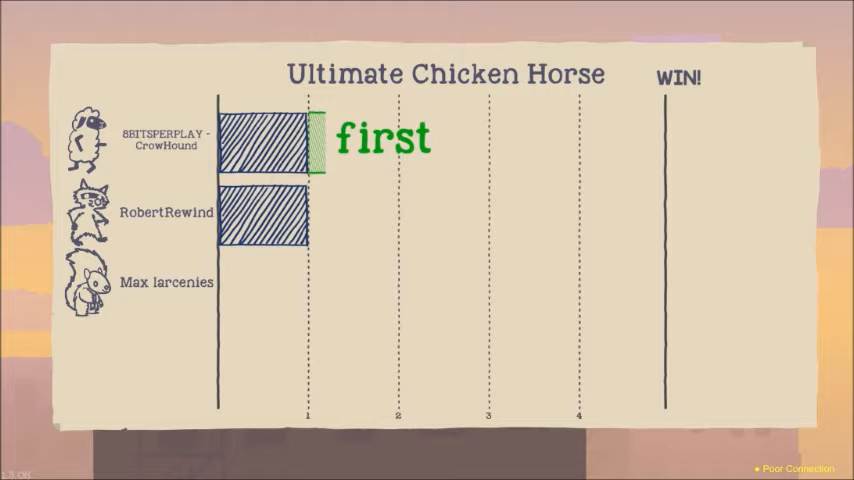 Ultimate Chicken Horse
WIN!
8BITSPERPLAY -
CrowHound
first
RobertRewind
Max larcenies
1 2 3 4
Poor Connection